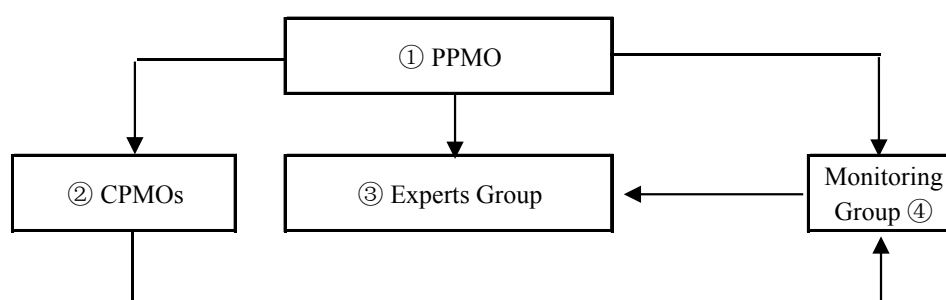 ① PPMO
② CPMOs
③ Experts Group
Monitoring
Group ④